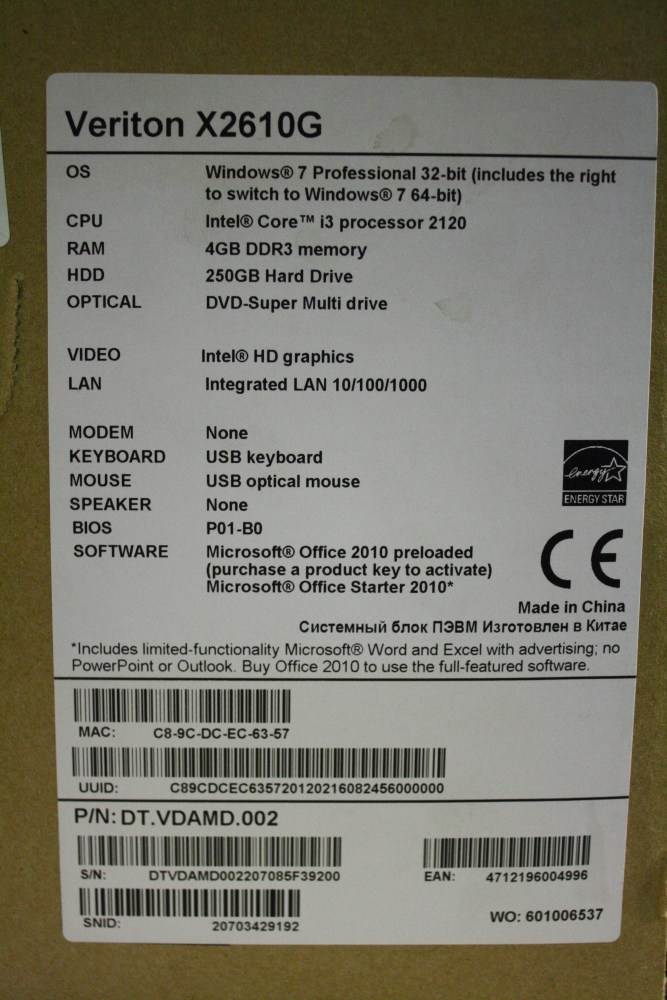 Veriton X2610G
OS Windows® 7 Professional 32-bit (includes the right
to switch to Windows® 7 64-bit)
CPU Intel® Core™ i3 processor 2120
RAM 4GB DDR3 memory
HDD 250GB Hard Drive
OPTICAL DVD-Super Multi drive
VIDEO Intel® HD graphics
LAN Integrated LAN 10/100/1000
MODEM None
KEYBOARD USB keyboard
MOUSE USB optical mouse
SPEAKER None
BIOS P01-B0
SOFTWARE Microsoft® Office 2010 preloaded
(purchase a product key to activate)
Microsoft® Office Starter 2010*
energy
ENERGY STAR
CE
Made in China
Системный блок ПЭВМ Изготовлен в Китае
*Includes limited-functionality Microsoft® Word and Excel with advertising; no
PowerPoint or Outlook. Buy Office 2010 to use the full-featured software.
MAC: C8-9C-DC-EC-63-57
UUID: C89CDCEC635720120216082456000000
P/N: DT.VDAMD.002
S/N: DTVDAMD002207085F39200
EAN: 4712196004996
SNID: 20703429192
WO: 601006537